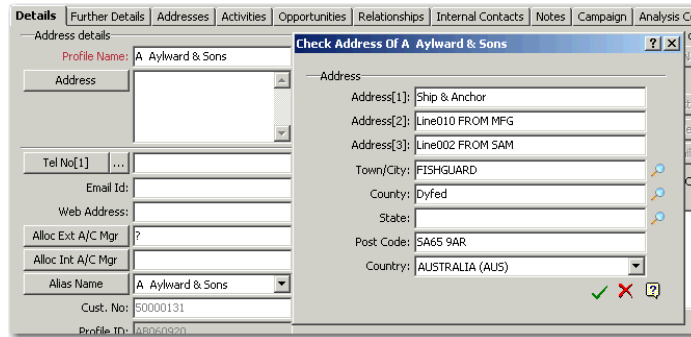 Details Further Details Addresses Activities Opportunities Relationships Internal Contacts Notes Campaign Analysis
Address details
Profile Name: A Aylward & Sons
Address
Tel No[1] ...
Email Id:
Web Address:
Alloc Ext A/C Mgr ?
Alloc Int A/C Mgr
Alias Name A Aylward & Sons
Cust. No: 50000131
Profile ID: AB060920
Check Address Of A Aylward & Sons ? X
Address
Address[1]: Ship & Anchor
Address[2]: Line010 FROM MFG
Address[3]: Line002 FROM SAM
Town/City: FISHGUARD
County: Dyfed
State:
Post Code: SA65 9AR
Country: AUSTRALIA (AUS)